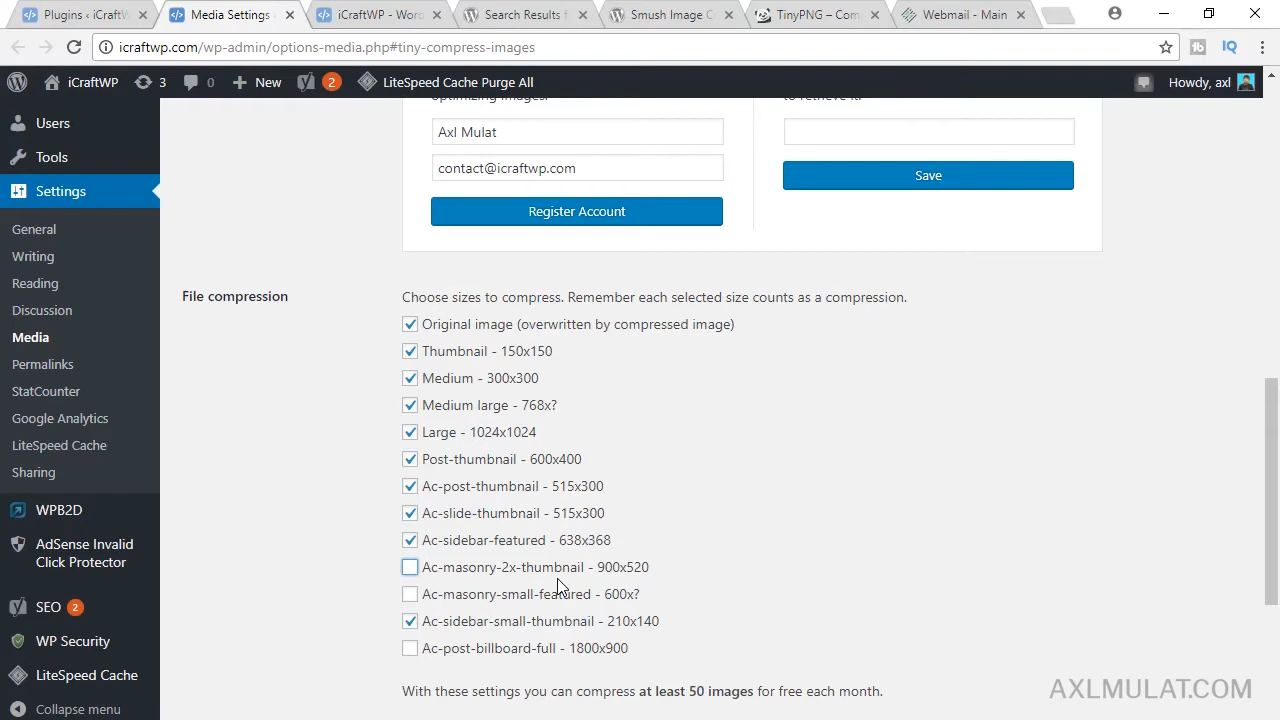 Plugins ‹ iCraftW
Media Settings
iCraftWP - Wor
Search Results f
Smush Image C
TinyPNG – Com
Webmail - Main
icraftwp.com/wp-admin/options-media.php#tiny-compress-images
iCraftWP
3
0
New
2
LiteSpeed Cache Purge All
Howdy, axl
Users
Tools
Settings
General
Writing
Reading
Discussion
Media
Permalinks
StatCounter
Google Analytics
LiteSpeed Cache
Sharing
WPB2D
AdSense Invalid
Click Protector
SEO 2
WP Security
LiteSpeed Cache
Collapse menu
optimizing images.
to retrieve it.
Axl Mulat
contact@icraftwp.com
Register Account
Save
File compression
Choose sizes to compress. Remember each selected size counts as a compression.
Original image (overwritten by compressed image)
Thumbnail - 150x150
Medium - 300x300
Medium large - 768x?
Large - 1024x1024
Post-thumbnail - 600x400
Ac-post-thumbnail - 515x300
Ac-slide-thumbnail - 515x300
Ac-sidebar-featured - 638x368
Ac-masonry-2x-thumbnail - 900x520
Ac-masonry-small-featured - 600x?
Ac-sidebar-small-thumbnail - 210x140
Ac-post-billboard-full - 1800x900
With these settings you can compress at least 50 images for free each month.
AXLMULAT.COM